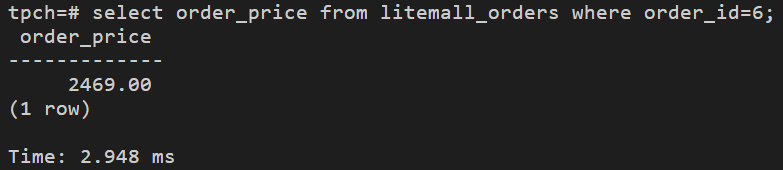 tpch=# select order_price from litemall_orders where order_id=6;
 order_price
-------------
     2469.00
(1 row)

Time: 2.948 ms